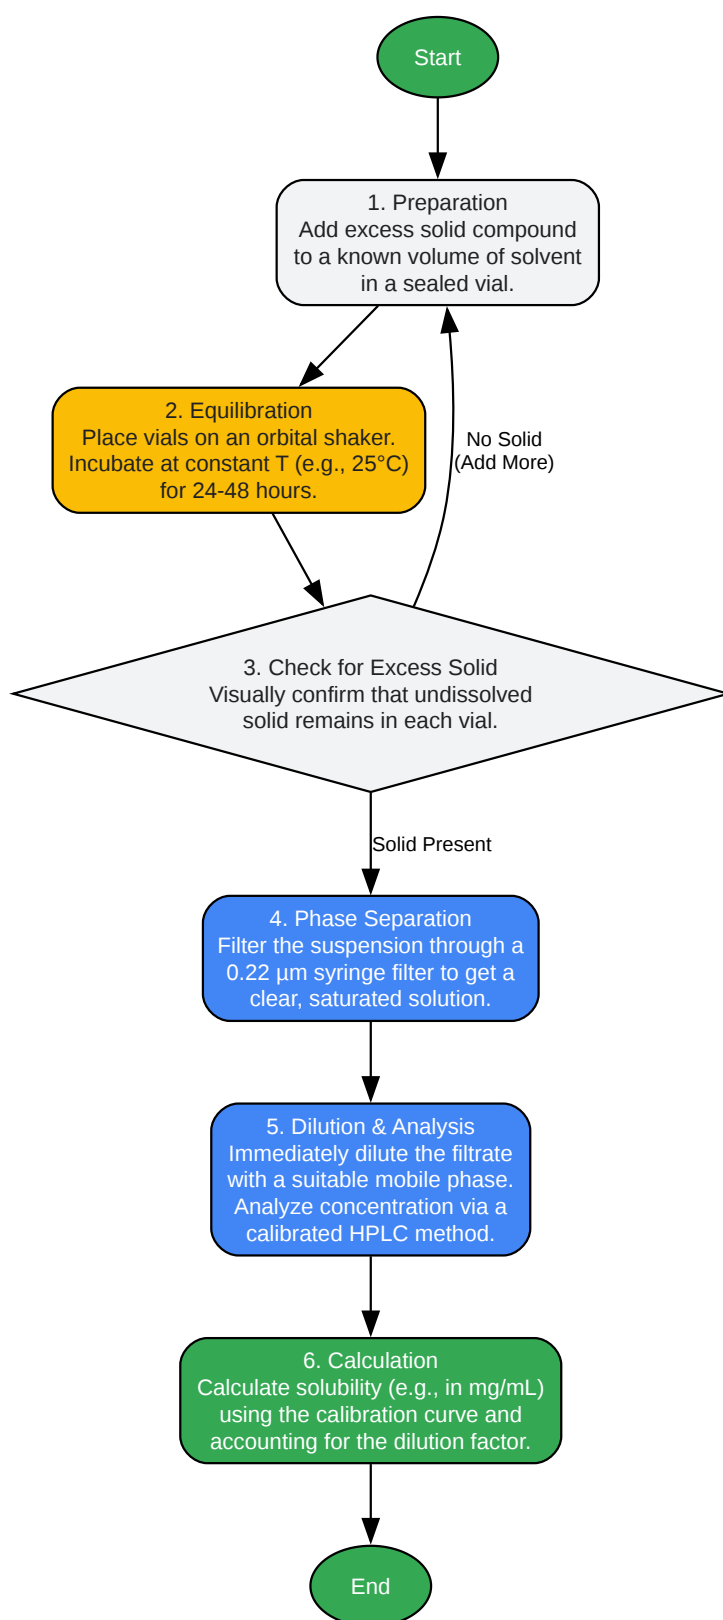 Start
1. Preparation
Add excess solid compound
to a known volume of solvent
in a sealed vial.
2. Equilibration
Place vials on an orbital shaker.
Incubate at constant T (e.g., 25°C)
for 24-48 hours.
No Solid
(Add More)
3. Check for Excess Solid
Visually confirm that undissolved
solid remains in each vial.
Solid Present
4. Phase Separation
Filter the suspension through a
0.22 µm syringe filter to get a
clear, saturated solution.
5. Dilution & Analysis
Immediately dilute the filtrate
with a suitable mobile phase.
Analyze concentration via a
calibrated HPLC method.
6. Calculation
Calculate solubility (e.g., in mg/mL)
using the calibration curve and
accounting for the dilution factor.
End